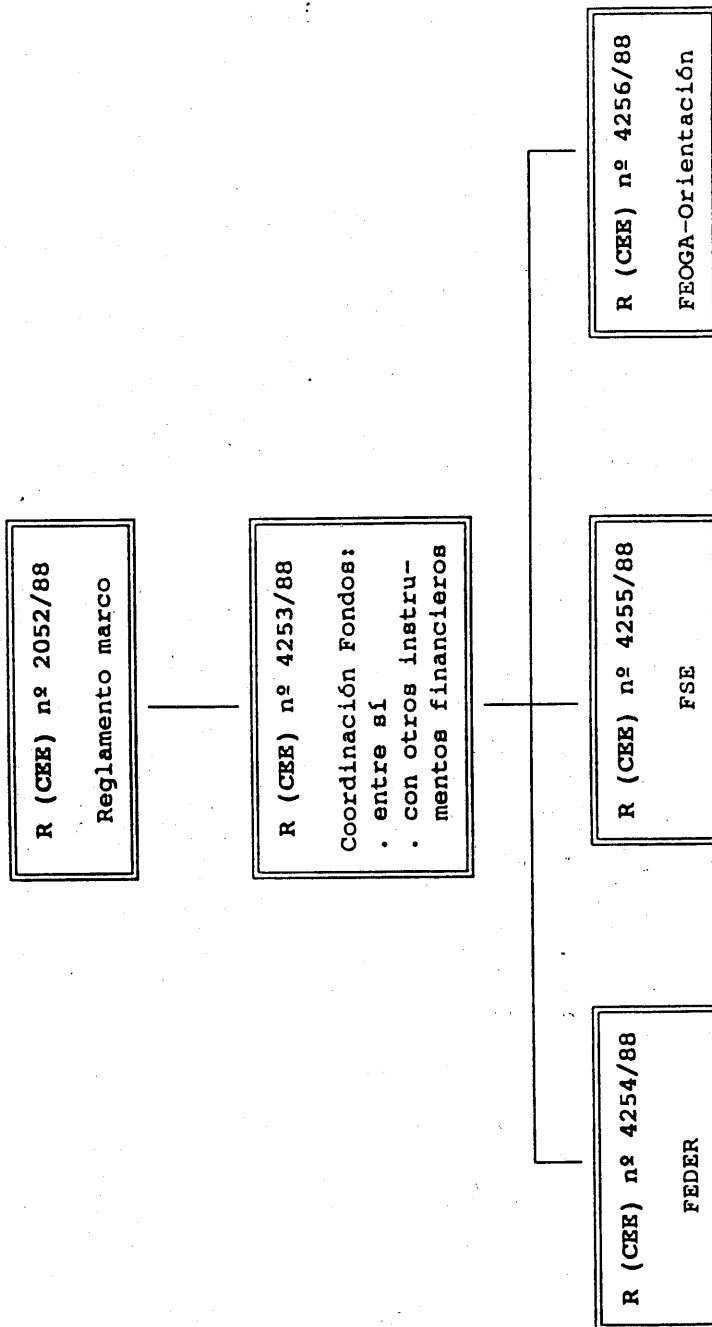 R (CEE) nº 2052/88
Reglamento marco
R (CEE) nº 4253/88
Coordinación Fondos:
· entre sí
· con otros instru-
mentos financieros
R (CEE) nº 4254/88
FEDER
R (CEE) nº 4255/88
FSE
R (CEE) nº 4256/88
FEOGA-Orientación